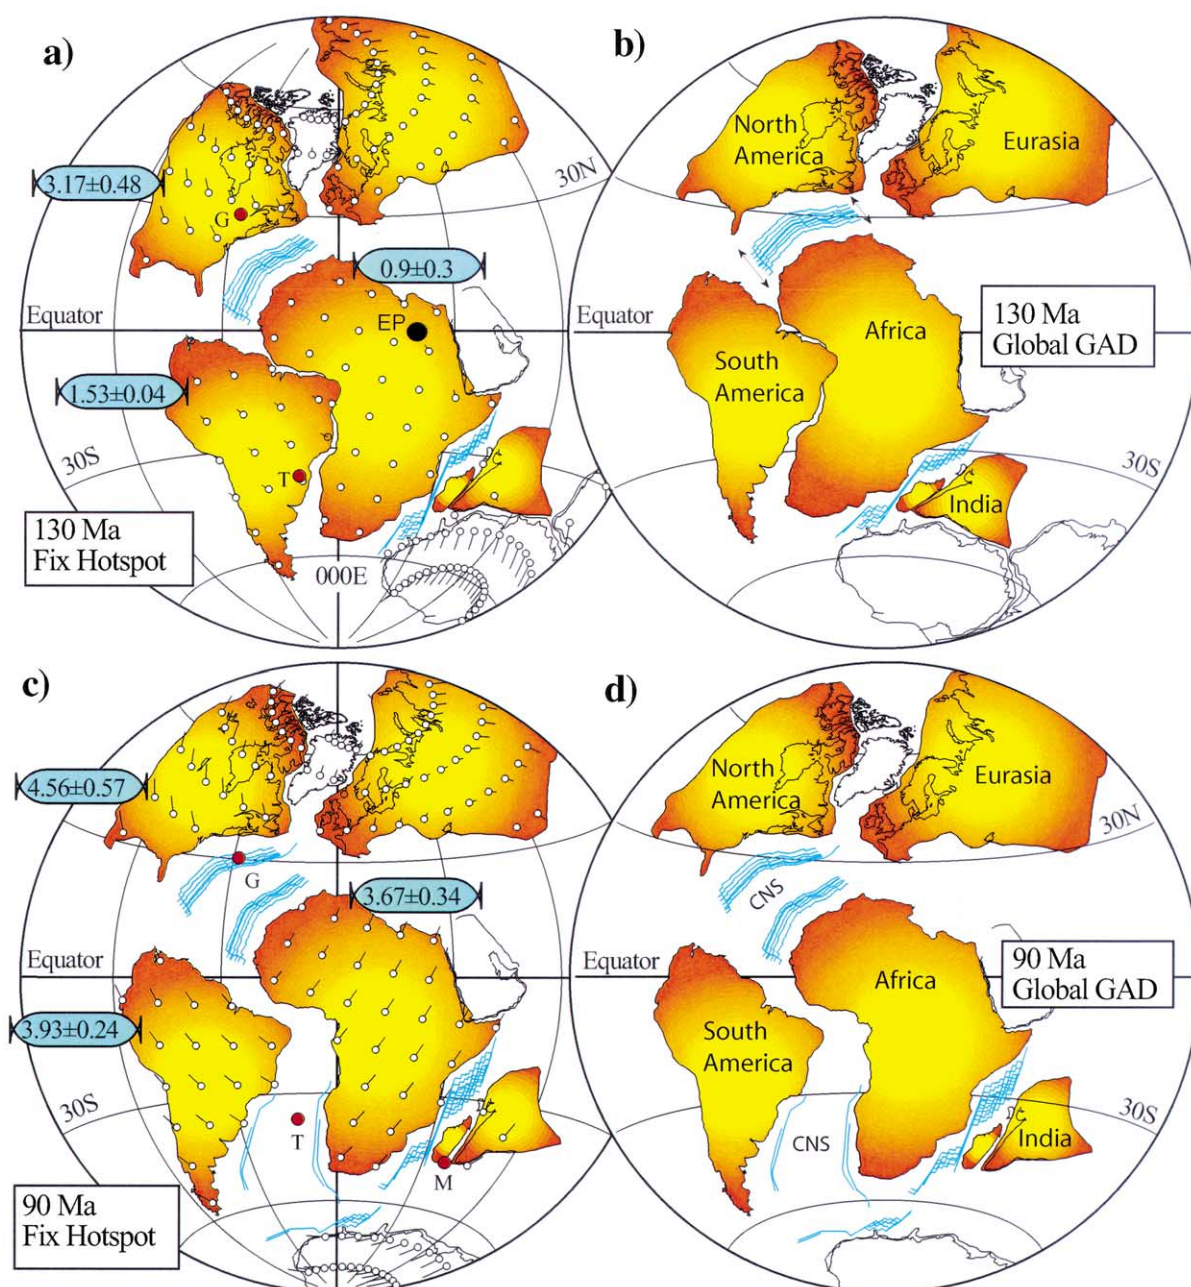 a)
3.17±0.48
G
30N
0.9±0.3
Equator
EP
1.53±0.04
30S
T
130 Ma
Fix Hotspot
000E
b)
North
America
Eurasia
Equator
Africa
130 Ma
Global GAD
South
America
30S
India
c)
4.56±0.57
G
3.67±0.34
Equator
3.93±0.24
30S
T
M
90 Ma
Fix Hotspot
d)
North
America
Eurasia
30N
CNS
Equator
Africa
90 Ma
Global GAD
South
America
30S
CNS
India